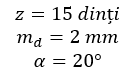 z = 15 dinți
m_d = 2 mm
α = 20°